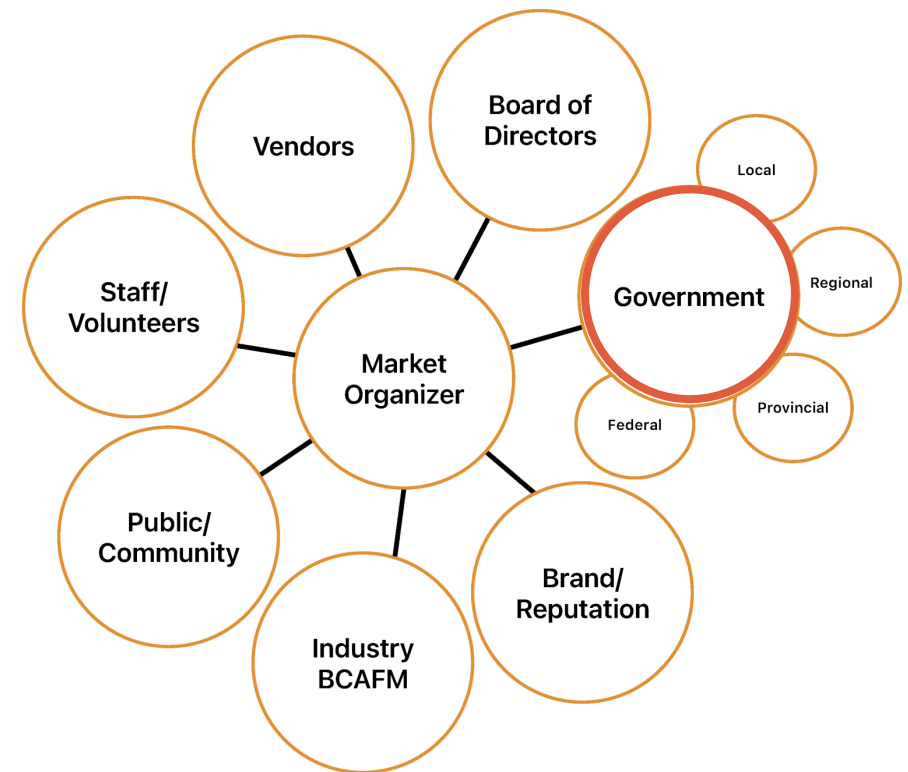 Board of
Directors
Vendors
Local
Regional
Government
Staff/
Volunteers
Market
Organizer
Provincial
Federal
Public/
Community
Brand/
Reputation
Industry
BCAFM